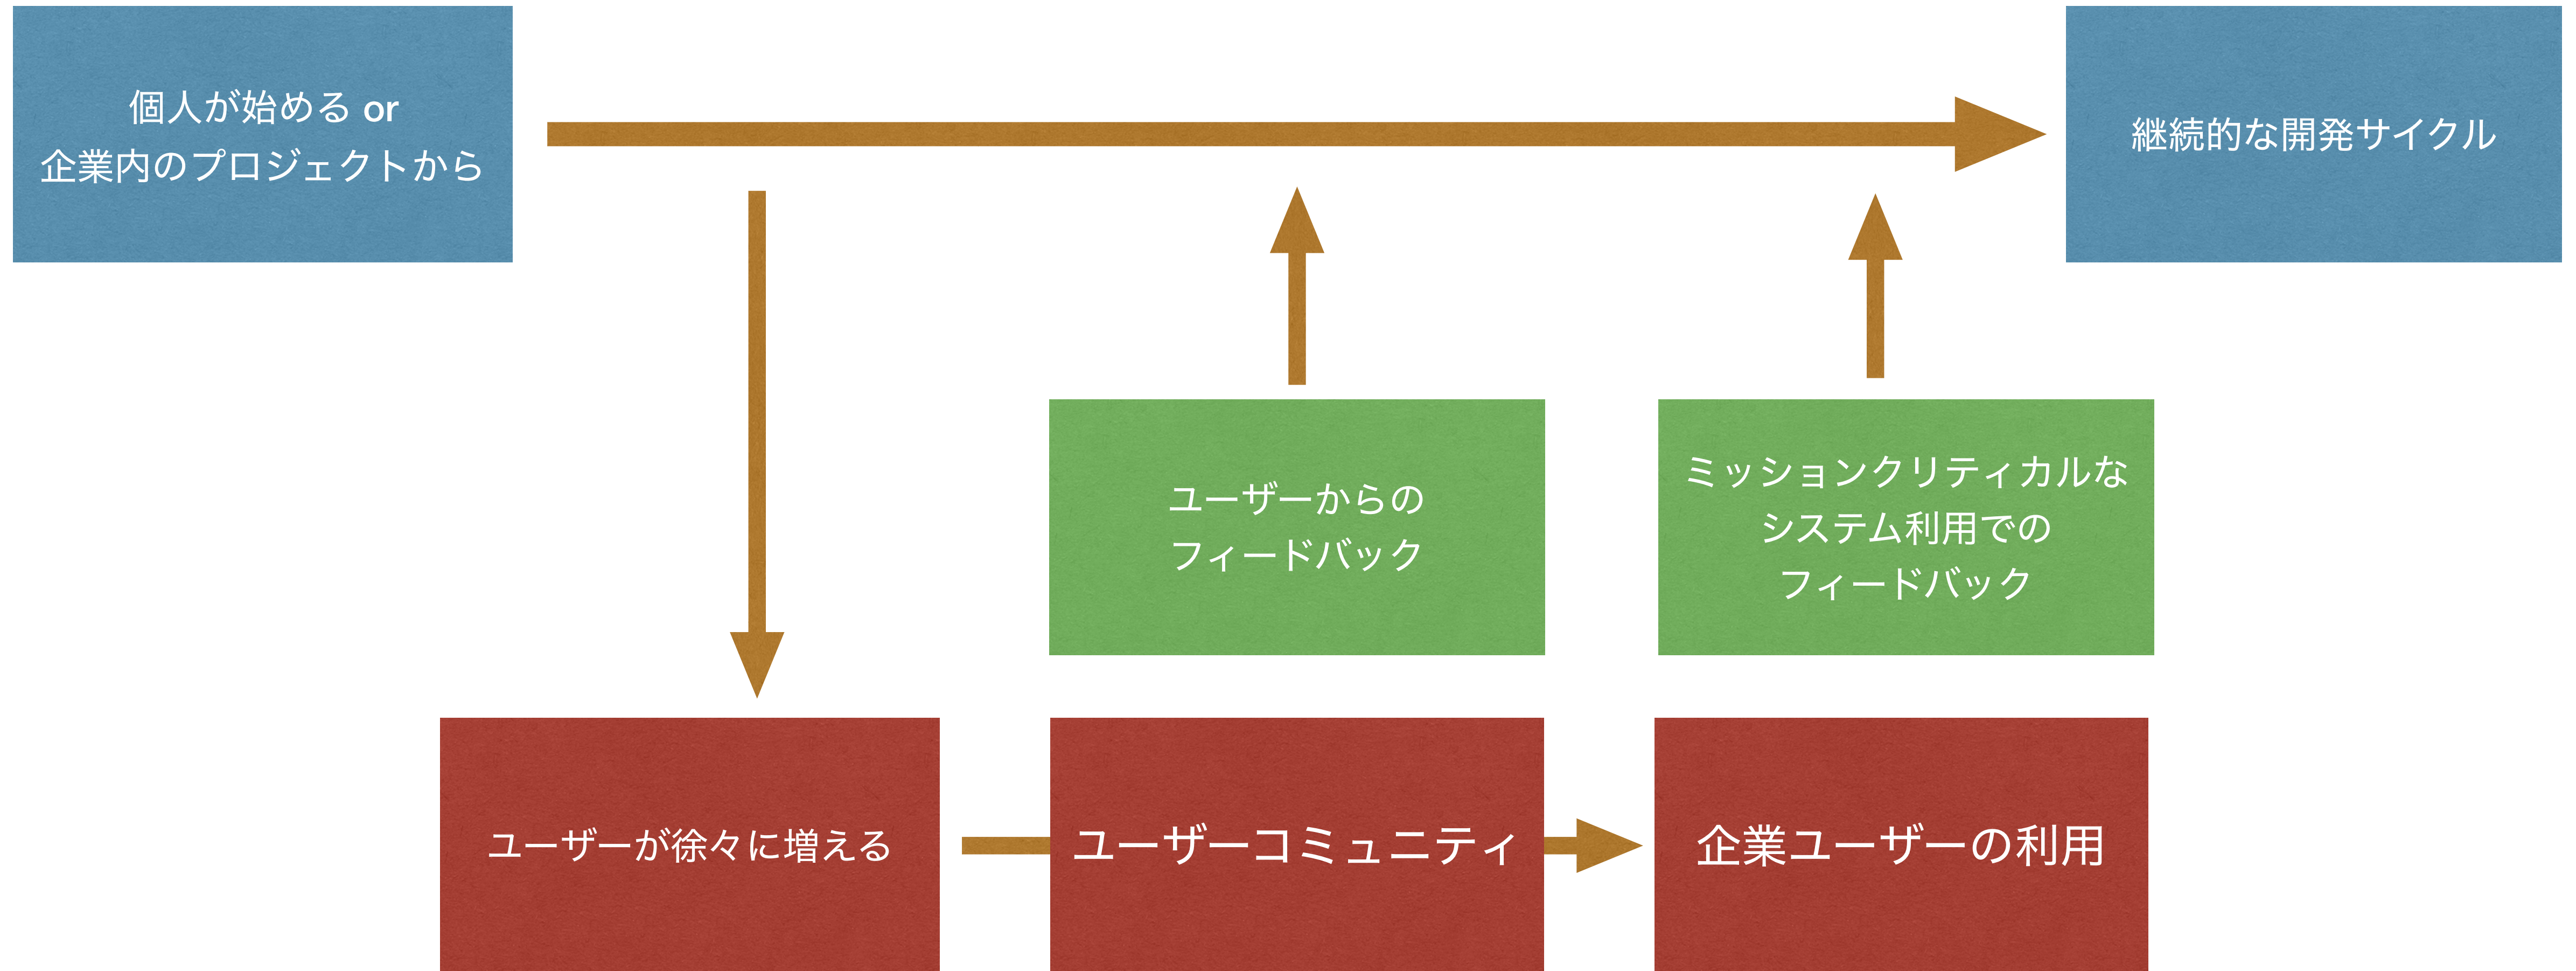 個人が始める or
企業内のプロジェクトから
継続的な開発サイクル
ユーザーからの
フィードバック
ミッションクリティカルな
システム利用での
フィードバック
ユーザーが徐々に増える
ユーザーコミュニティ
企業ユーザーの利用